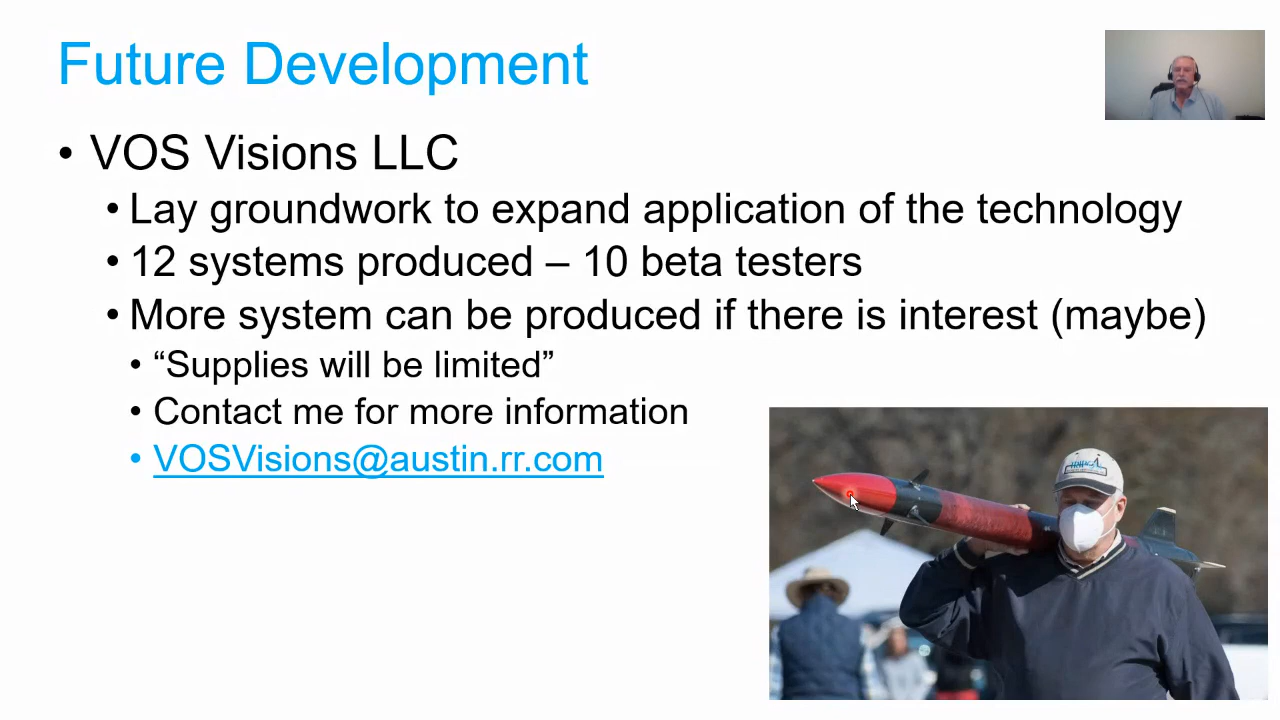 Future Development
• VOS Visions LLC
• Lay groundwork to expand application of the technology
• 12 systems produced – 10 beta testers
• More system can be produced if there is interest (maybe)
• “Supplies will be limited”
• Contact me for more information
• VOSVisions@austin.rr.com